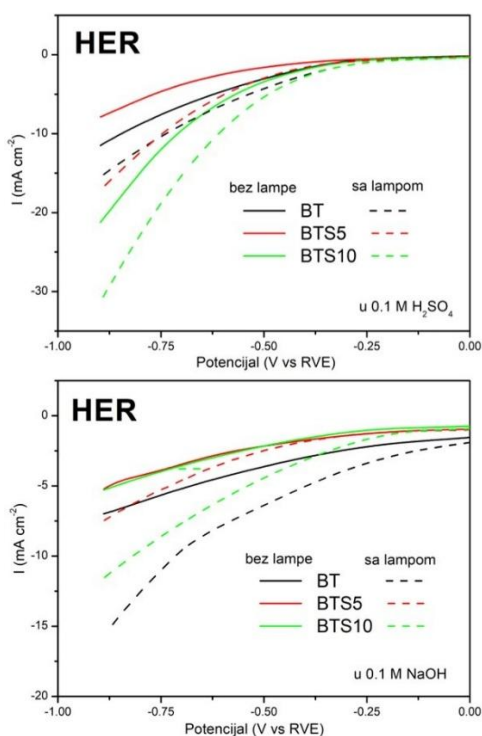 HER
0
-10
-20
-30
I (mA cm⁻²)
bez lampe
sa lampom
BT
BTS5
BTS10
u 0.1 M H₂SO₄
-1.00
-0.75
-0.50
-0.25
0.00
Potencijal (V vs RVE)
HER
0
-5
-10
-15
-20
I (mA cm⁻²)
bez lampe
sa lampom
BT
BTS5
BTS10
u 0.1 M NaOH
-1.00
-0.75
-0.50
-0.25
0.00
Potencijal (V vs RVE)